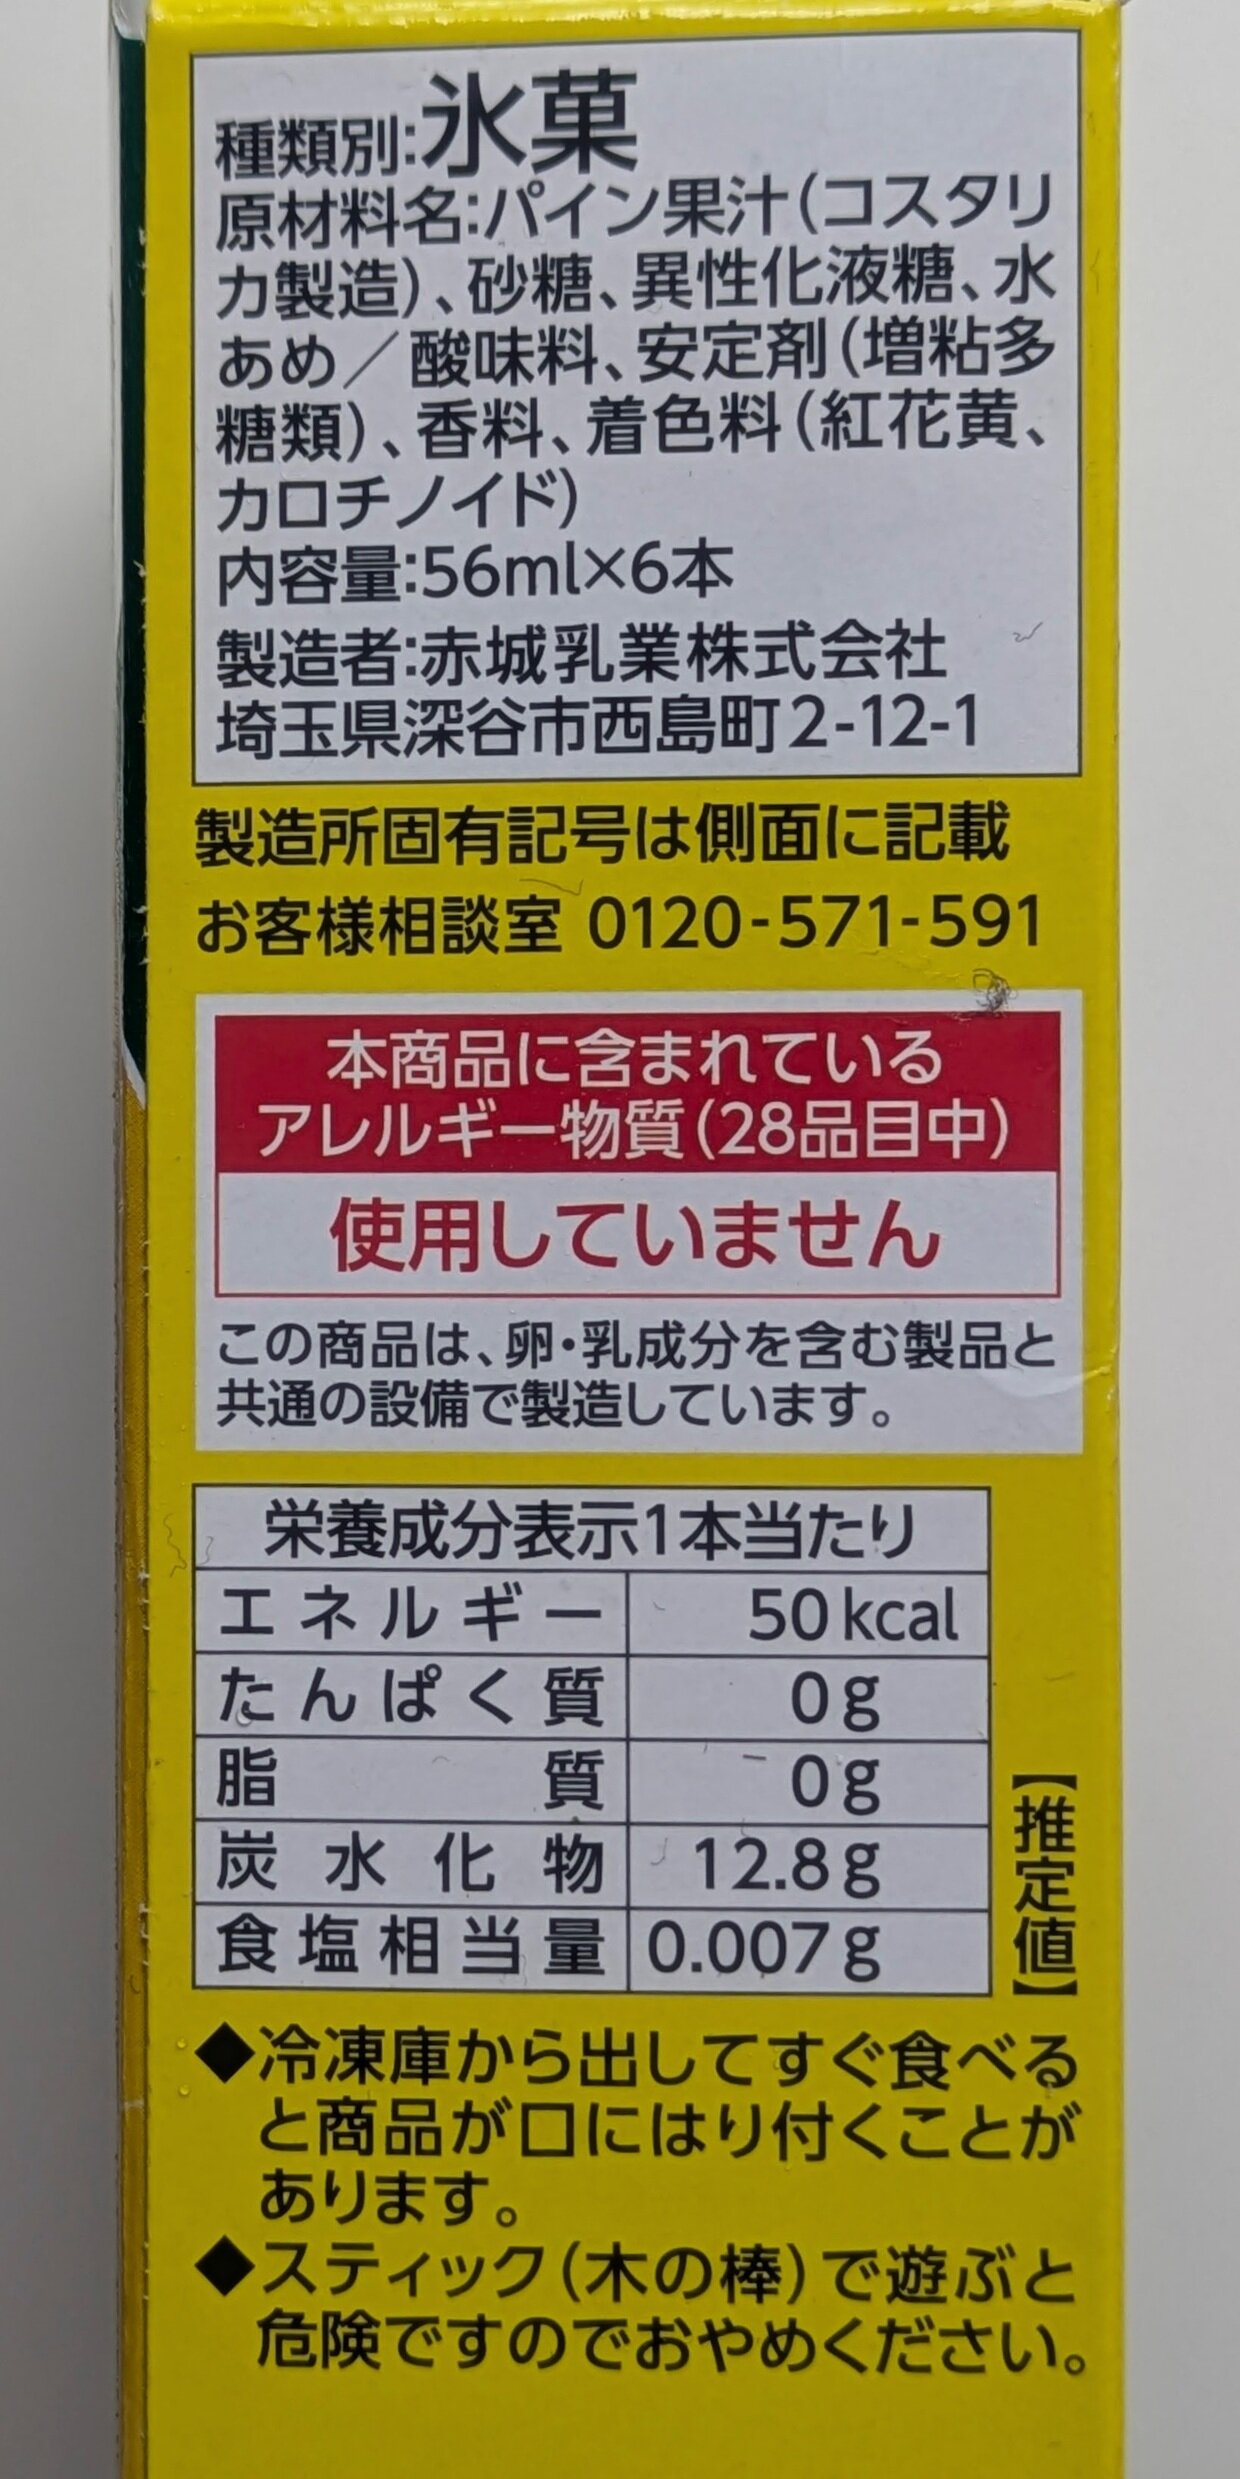 種類別:氷菓
原材料名:パイン果汁(コスタリ
カ製造)、砂糖、異性化液糖、水
あめ/酸味料、安定剤(増粘多
糖類)、香料、着色料(紅花黄、
カロチノイド)
内容量:56ml×6本
製造者:赤城乳業株式会社
埼玉県深谷市西島町2-12-1
製造所固有記号は側面に記載
お客様相談室 0120-571-591
本商品に含まれている
アレルギー物質(28品目中)
使用していません
この商品は、卵・乳成分を含む製品と
共通の設備で製造しています。
栄養成分表示1本当たり
エネルギー 50kcal
たんぱく質 0g
脂質 0g
炭水化物 12.8g
食塩相当量 0.007g
【推定値】
◆冷凍庫から出してすぐ食べる
と商品が口にはり付くことが
あります。
◆スティック(木の棒)で遊ぶと
危険ですのでおやめください。